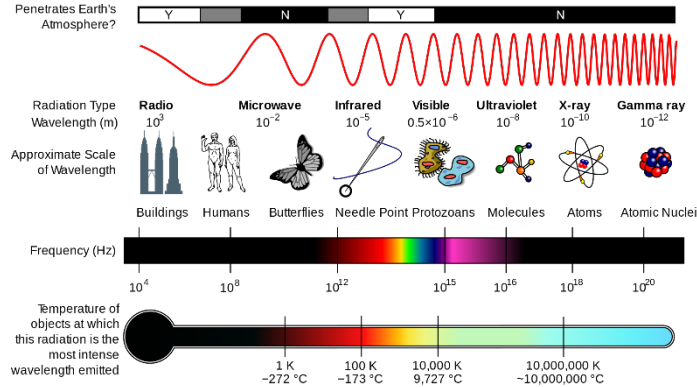 Penetrates Earth's
Atmosphere?
Y N Y N
Radiation Type Radio Microwave Infrared Visible Ultraviolet X-ray Gamma ray
Wavelength (m) 10³ 10⁻² 10⁻⁵ 0.5×10⁻⁶ 10⁻⁸ 10⁻¹⁰ 10⁻¹²
Approximate Scale
of Wavelength
Buildings Humans Butterflies Needle Point Protozoans Molecules Atoms Atomic Nuclei
Frequency (Hz)
10⁴ 10⁸ 10¹² 10¹⁵ 10¹⁶ 10¹⁸ 10²⁰
Temperature of
objects at which
this radiation is the
most intense
wavelength emitted
1 K 100 K 10,000 K 10,000,000 K
−272 °C −173 °C 9,727 °C ~10,000,000 °C